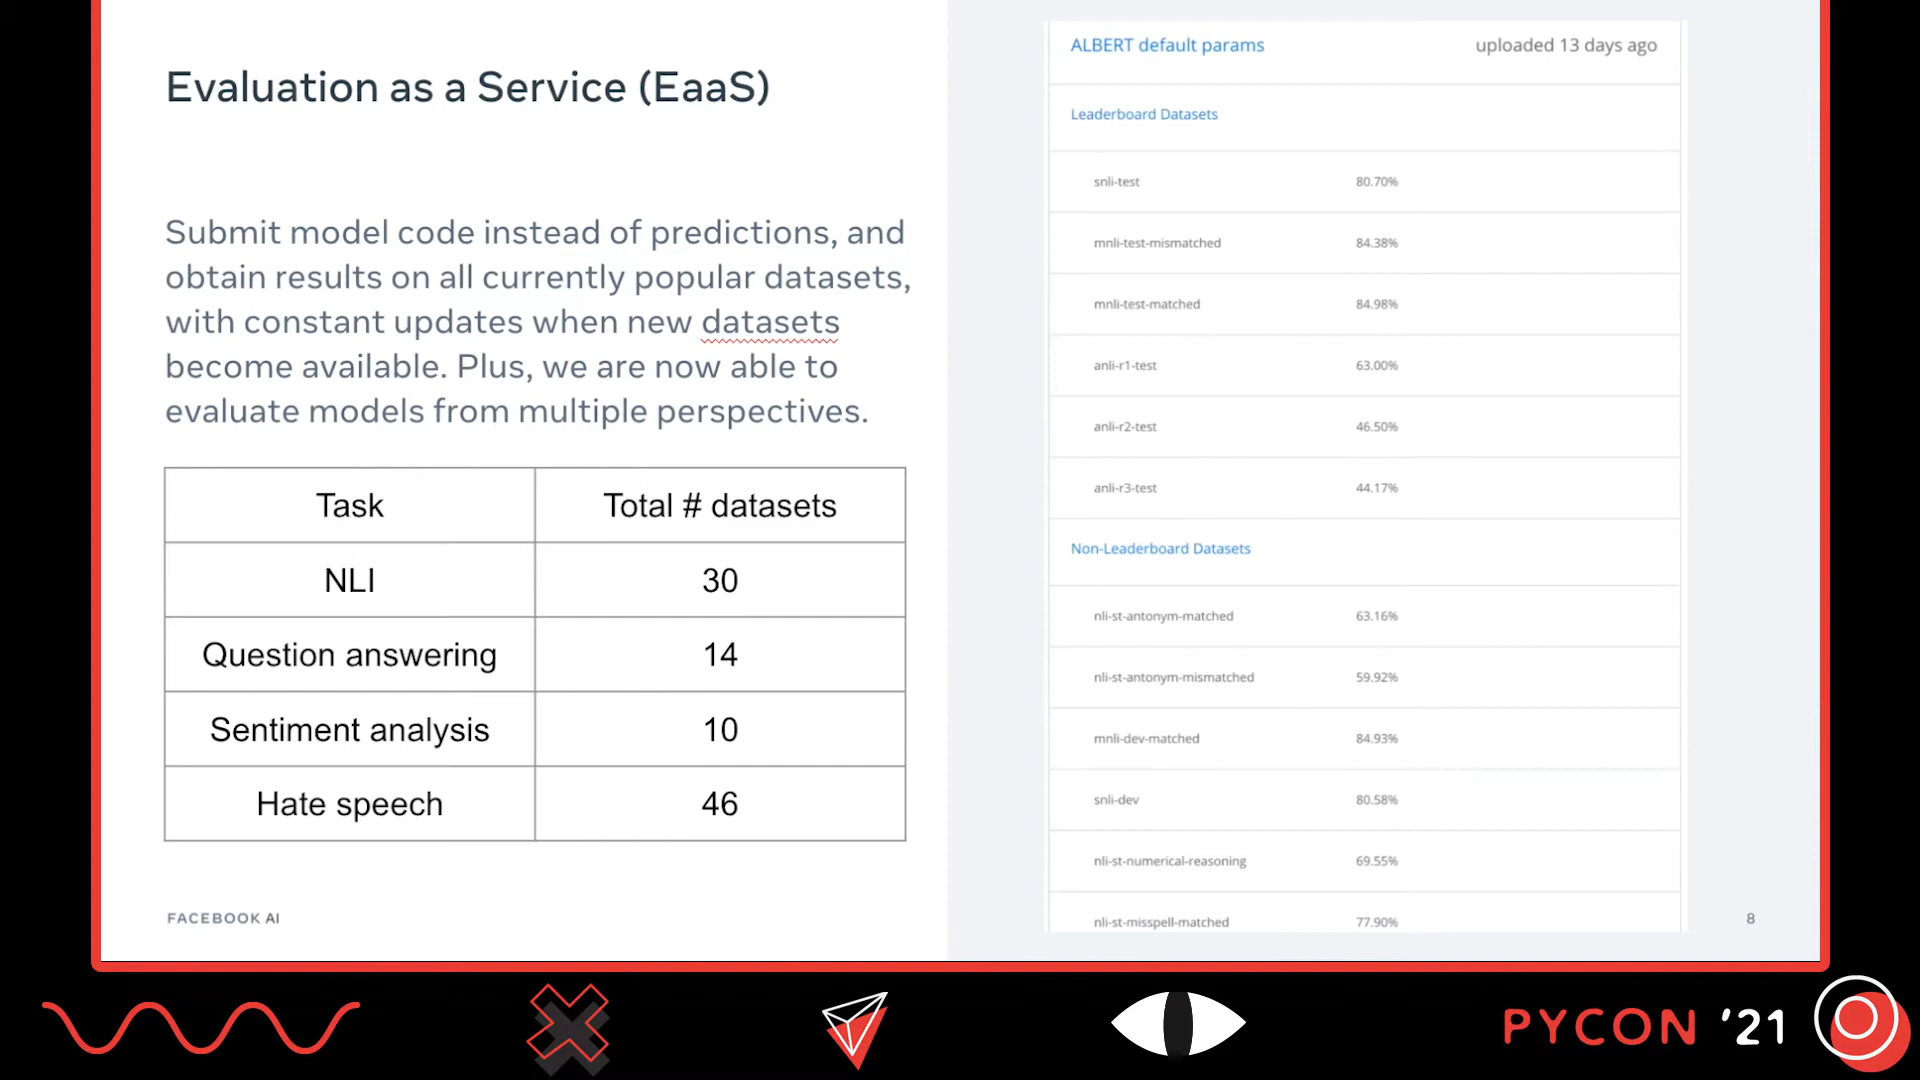 Evaluation as a Service (EaaS)
Submit model code instead of predictions, and
obtain results on all currently popular datasets,
with constant updates when new datasets
become available. Plus, we are now able to
evaluate models from multiple perspectives.
Task Total # datasets
NLI 30
Question answering 14
Sentiment analysis 10
Hate speech 46
FACEBOOK AI
ALBERT default params uploaded 13 days ago
Leaderboard Datasets
snli-test 80.70%
mnli-test-mismatched 84.38%
mnli-test-matched 84.98%
anli-r1-test 63.00%
anli-r2-test 46.50%
anli-r3-test 44.17%
Non-Leaderboard Datasets
nli-st-antonym-matched 63.16%
nli-st-antonym-mismatched 59.92%
mnli-dev-matched 84.93%
snli-dev 80.58%
nli-st-numerical-reasoning 69.55%
nli-st-misspell-matched 77.90%
8
PYCON '21